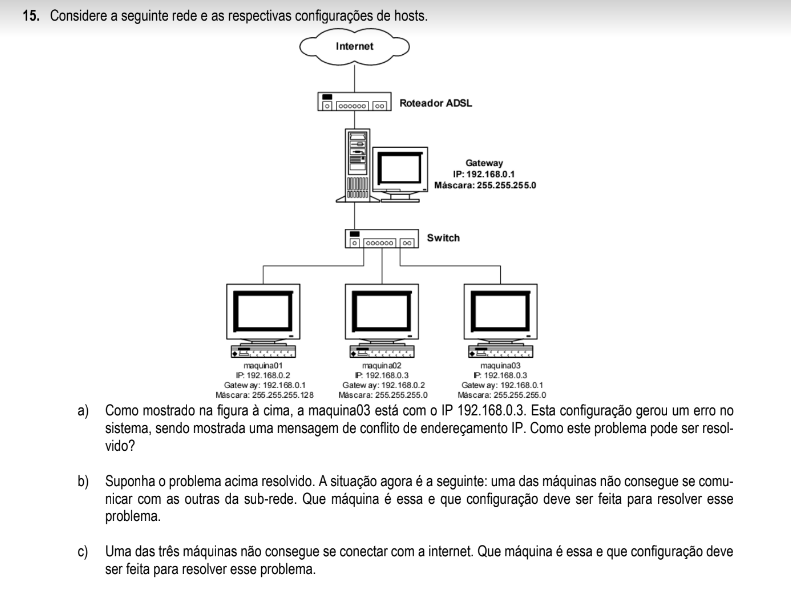 15. Considere a seguinte rede e as respectivas configurações de hosts.
Internet
Roteador ADSL
Gateway
IP: 192.168.0.1
Máscara: 255.255.255.0
Switch
maquina01
IP: 192.168.0.2
Gateway: 192.168.0.1
Máscara: 255.255.255.128
maquina02
IP: 192.168.0.3
Gateway: 192.168.0.2
Máscara: 255.255.255.0
maquina03
IP: 192.168.0.3
Gateway: 192.168.0.1
Máscara: 255.255.255.0
a) Como mostrado na figura à cima, a maquina03 está com o IP 192.168.0.3. Esta configuração gerou um erro no
sistema, sendo mostrada uma mensagem de conflito de endereçamento IP. Como este problema pode ser resol-
vido?
b) Suponha o problema acima resolvido. A situação agora é a seguinte: uma das máquinas não consegue se comu-
nicar com as outras da sub-rede. Que máquina é essa e que configuração deve ser feita para resolver esse
problema.
c) Uma das três máquinas não consegue se conectar com a internet. Que máquina é essa e que configuração deve
ser feita para resolver esse problema.